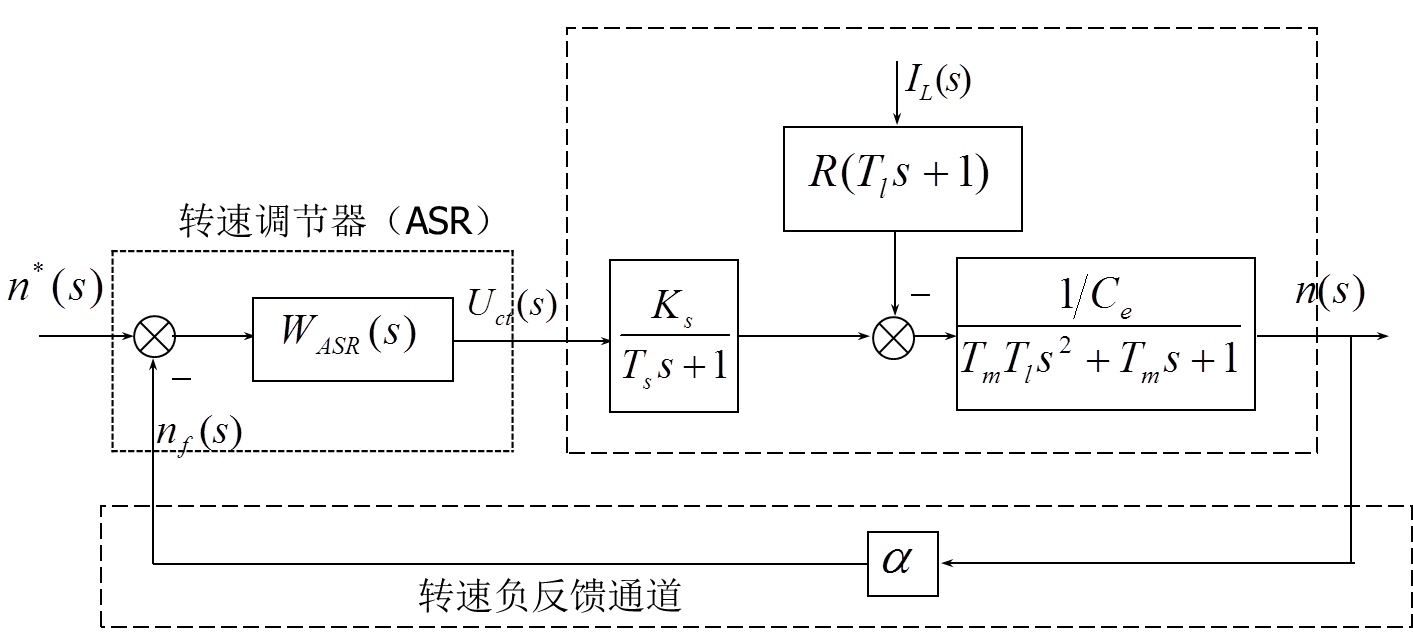 I_L(s)
R(T_l s + 1)
转速调节器（ASR）
n*(s)
W_ASR(s)
U_ct(s)
K_s
T_s s + 1
−
1/C_e
T_m T_l s² + T_m s + 1
n(s)
−
n_f(s)
α
转速负反馈通道